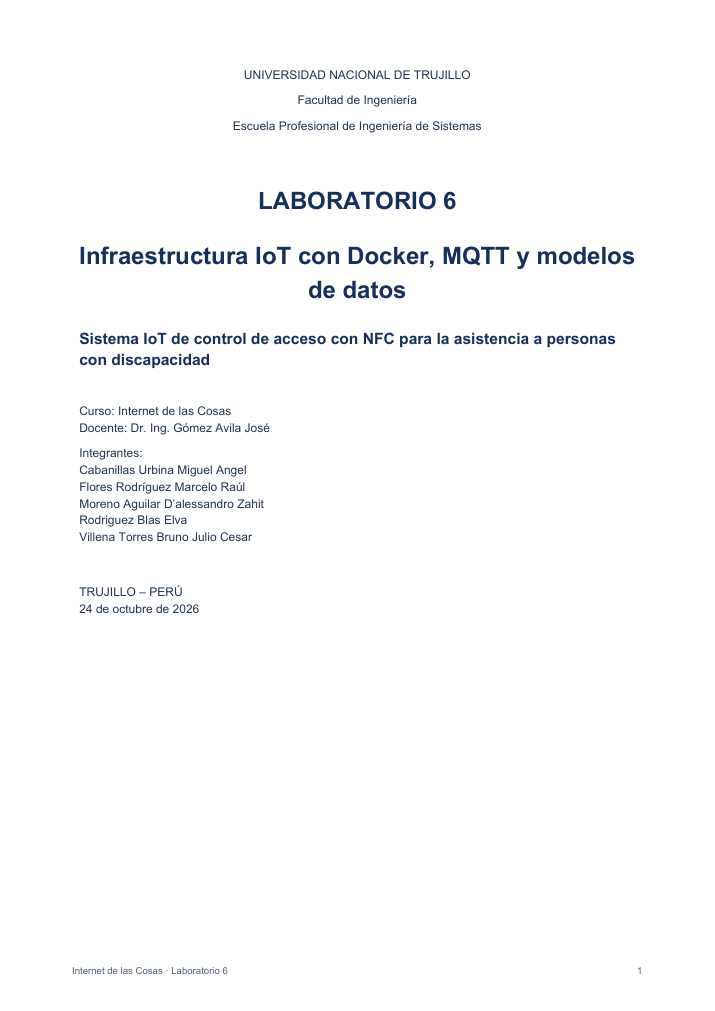 UNIVERSIDAD NACIONAL DE TRUJILLO
Facultad de Ingeniería
Escuela Profesional de Ingeniería de Sistemas
LABORATORIO 6
Infraestructura IoT con Docker, MQTT y modelos
de datos
Sistema IoT de control de acceso con NFC para la asistencia a personas
con discapacidad
Curso: Internet de las Cosas
Docente: Dr. Ing. Gómez Avila José
Integrantes:
Cabanillas Urbina Miguel Angel
Flores Rodríguez Marcelo Raúl
Moreno Aguilar D’alessandro Zahit
Rodriguez Blas Elva
Villena Torres Bruno Julio Cesar
TRUJILLO – PERÚ
24 de octubre de 2026
Internet de las Cosas · Laboratorio 6
1